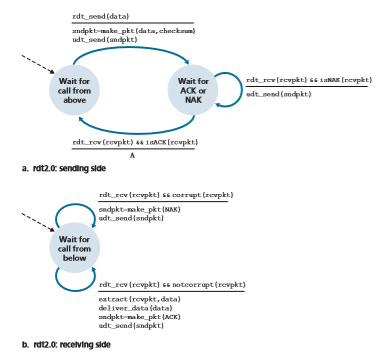 rdt_send(data)
sndpkt=make_pkt(data,checksum)
udt_send(sndpkt)
Wait for
call from
above
Wait for
ACK or
NAK
rdt_rcv(rcvpkt) && isNAK(rcvpkt)
udt_send(sndpkt)
rdt_rcv(rcvpkt) && isACK(rcvpkt)
Λ
a. rdt2.0: sending side
rdt_rcv(rcvpkt) && corrupt(rcvpkt)
sndpkt=make_pkt(NAK)
udt_send(sndpkt)
Wait for
call from
below
rdt_rcv(rcvpkt) && notcorrupt(rcvpkt)
extract(rcvpkt,data)
deliver_data(data)
sndpkt=make_pkt(ACK)
udt_send(sndpkt)
b. rdt2.0: receiving side